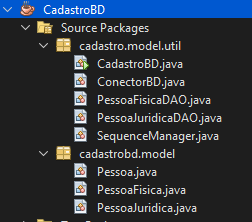 CadastroBD
Source Packages
cadastro.model.util
CadastroBD.java
ConectorBD.java
PessoaFisicaDAO.java
PessoaJuridicaDAO.java
SequenceManager.java
cadastrobd.model
Pessoa.java
PessoaFisica.java
PessoaJuridica.java